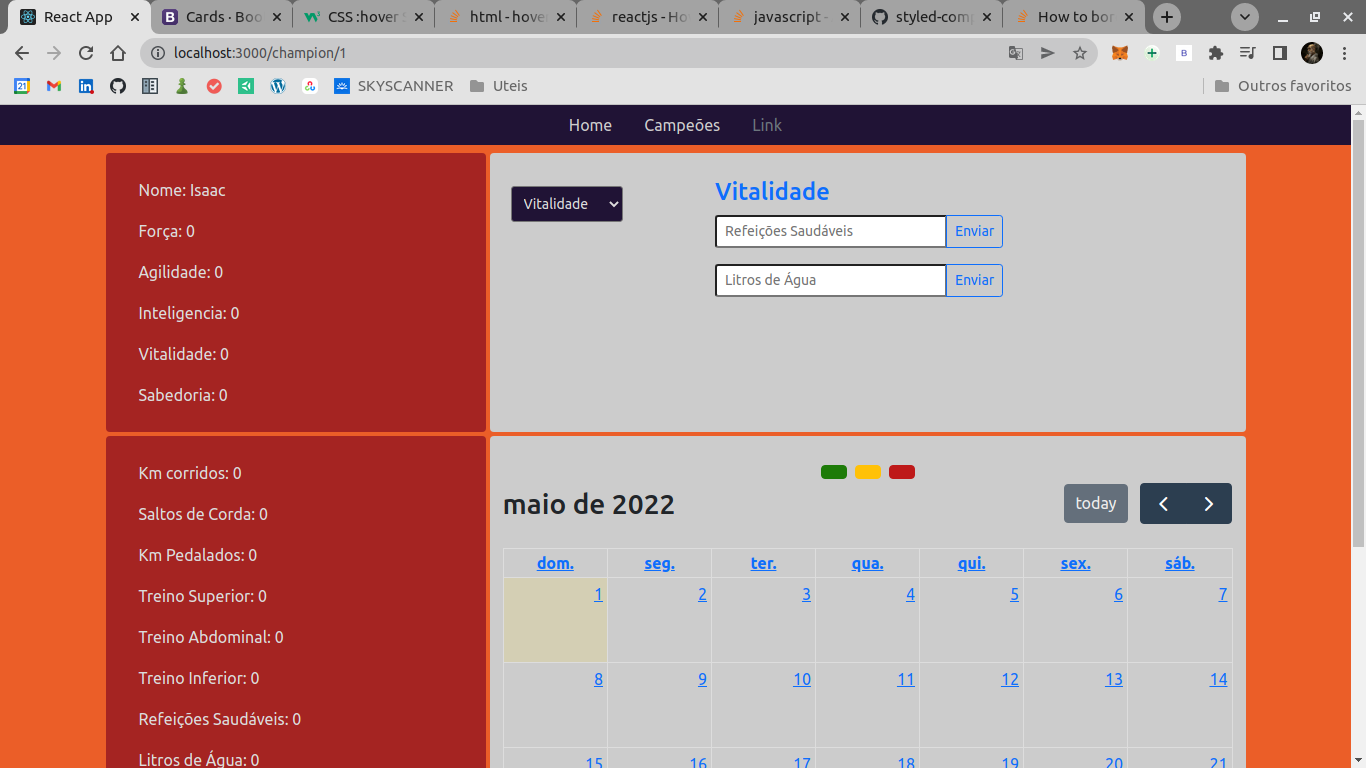 React App
Cards · Boo
CSS :hover S
html - hover
reactjs - Ho
javascript -
styled-comp
How to bor
localhost:3000/champion/1
21
SKYSCANNER
Uteis
Outros favoritos
Home
Campeões
Link
Nome: Isaac
Força: 0
Agilidade: 0
Inteligencia: 0
Vitalidade: 0
Sabedoria: 0
Vitalidade
Vitalidade
Refeições Saudáveis
Enviar
Litros de Água
Enviar
Km corridos: 0
Saltos de Corda: 0
Km Pedalados: 0
Treino Superior: 0
Treino Abdominal: 0
Treino Inferior: 0
Refeições Saudáveis: 0
Litros de Água: 0
maio de 2022
today
dom. seg. ter. qua. qui. sex. sáb.
1 2 3 4 5 6 7
8 9 10 11 12 13 14
15 16 17 18 19 20 21